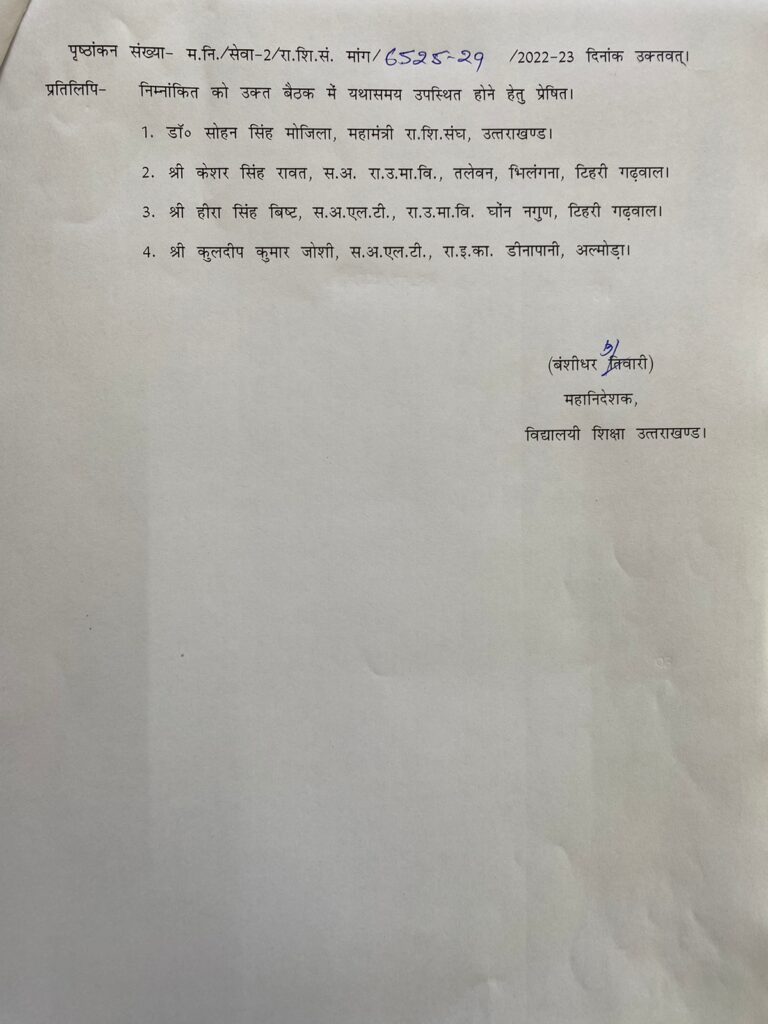 पृष्ठांकन संख्या- म.नि./सेवा-2/रा.शि.सं. मांग/ 6525-29 /2022-23 दिनांक उक्तवत्।
प्रतिलिपि- निम्नांकित को उक्त बैठक में यथासमय उपस्थित होने हेतु प्रेषित।
1. डॉ० सोहन सिंह मोजिला, महामंत्री रा.शि.संघ, उत्तराखण्ड।
2. श्री केशर सिंह रावत, स.अ. रा.उ.मा.वि., तलेवन, भिलंगना, टिहरी गढ़वाल।
3. श्री हीरा सिंह बिष्ट, स.अ.एल.टी., रा.उ.मा.वि. घोंन नगुण, टिहरी गढ़वाल।
4. श्री कुलदीप कुमार जोशी, स.अ.एल.टी., रा.इ.का. डीनापानी, अल्मोड़ा।
(बंशीधर तिवारी)
महानिदेशक,
विद्यालयी शिक्षा उत्तराखण्ड।